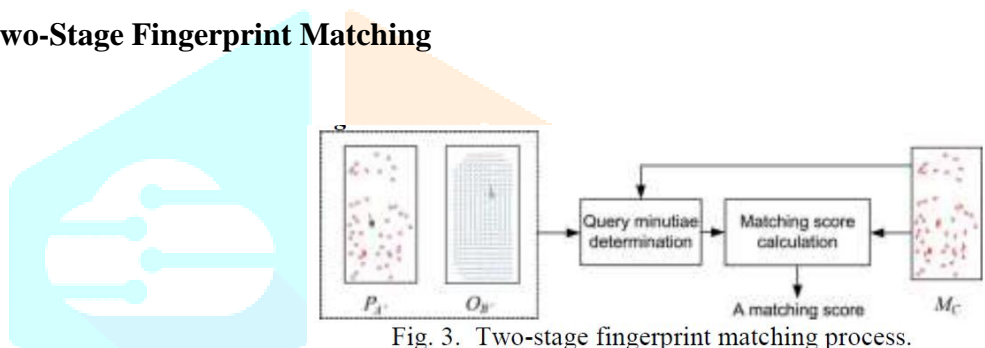 wo-Stage Fingerprint Matching
g
Query minutiae
determination
Matching score
calculation
P_A'
O_B'
A matching score
M_C
Fig. 3. Two-stage fingerprint matching process.